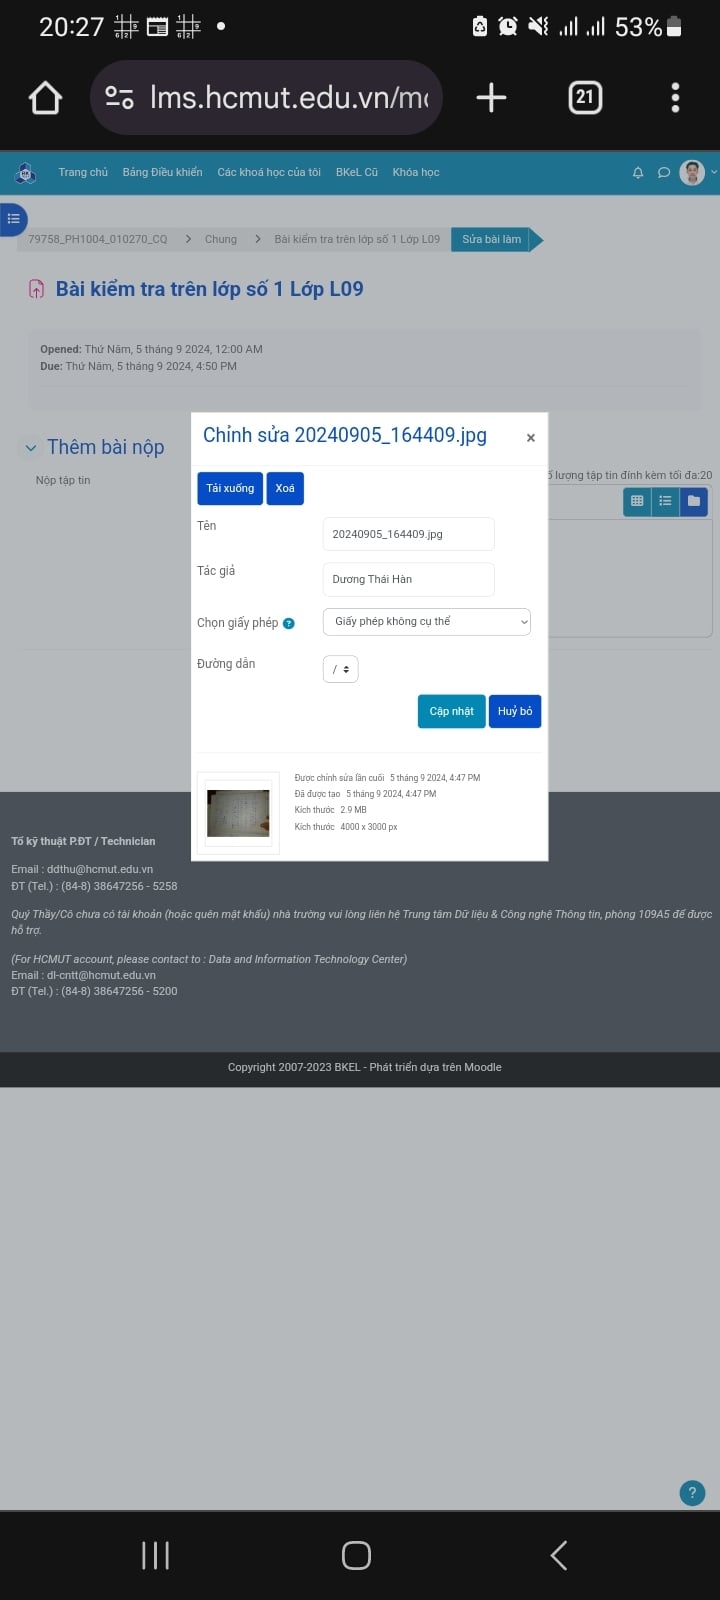 20:27
53%
lms.hcmut.edu.vn/mo
21
Trang chủ Bảng Điều khiển Các khoá học của tôi BKeL Cũ Khóa học
79758_PH1004_010270_CQ Chung Bài kiểm tra trên lớp số 1 Lớp L09 Sửa bài làm
Bài kiểm tra trên lớp số 1 Lớp L09
Opened: Thứ Năm, 5 tháng 9 2024, 12:00 AM
Due: Thứ Năm, 5 tháng 9 2024, 4:50 PM
Thêm bài nộp
Nộp tập tin
số lượng tập tin đính kèm tối đa:20
Chỉnh sửa 20240905_164409.jpg ×
Tải xuống Xoá
Tên 20240905_164409.jpg
Tác giả Dương Thái Hàn
Chọn giấy phép ? Giấy phép không cụ thể
Đường dẫn /
Cập nhật Huỷ bỏ
Được chỉnh sửa lần cuối 5 tháng 9 2024, 4:47 PM
Đã được tạo 5 tháng 9 2024, 4:47 PM
Kích thước 2.9 MB
Kích thước 4000 x 3000 px
Tổ kỹ thuật P.ĐT / Technician
Email : ddthu@hcmut.edu.vn
ĐT (Tel.) : (84-8) 38647256 - 5258
Quý Thầy/Cô chưa có tài khoản (hoặc quên mật khẩu) nhà trường vui lòng liên hệ Trung tâm Dữ liệu & Công nghệ Thông tin, phòng 109A5 để được
hỗ trợ.
(For HCMUT account, please contact to : Data and Information Technology Center)
Email : dl-cntt@hcmut.edu.vn
ĐT (Tel.) : (84-8) 38647256 - 5200
Copyright 2007-2023 BKEL - Phát triển dựa trên Moodle
?